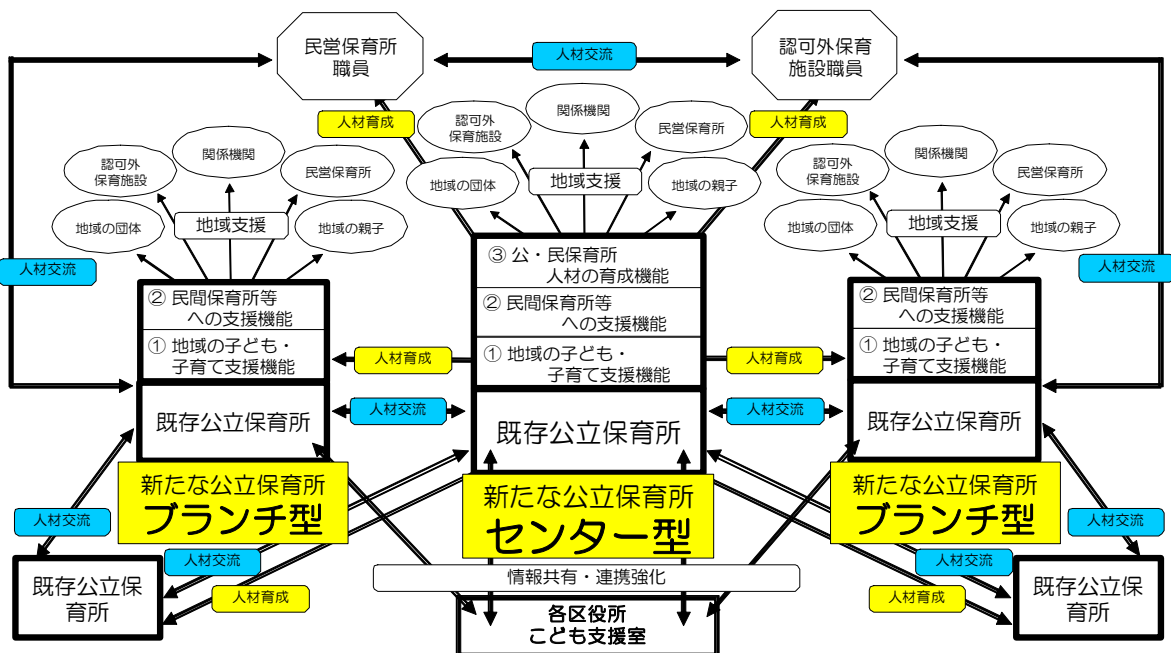 民営保育所
職員
人材交流
認可外保育
施設職員
人材育成
認可外
保育施設
関係機関
民営保育所
人材育成
認可外
保育施設
関係機関
民営保育所
地域の団体
地域支援
地域の親子
認可外
保育施設
関係機関
民営保育所
地域の団体
地域支援
地域の親子
地域の団体
地域支援
地域の親子
人材交流
③ 公・民保育所
人材の育成機能
人材交流
② 民間保育所等
への支援機能
② 民間保育所等
への支援機能
② 民間保育所等
への支援機能
① 地域の子ども・
子育て支援機能
人材育成
① 地域の子ども・
子育て支援機能
人材育成
① 地域の子ども・
子育て支援機能
既存公立保育所
人材交流
既存公立保育所
人材交流
既存公立保育所
新たな公立保育所
ブランチ型
新たな公立保育所
センター型
新たな公立保育所
ブランチ型
人材交流
人材交流
人材交流
人材交流
既存公立保
育所
人材育成
情報共有・連携強化
人材育成
既存公立保
育所
各区役所
こども支援室